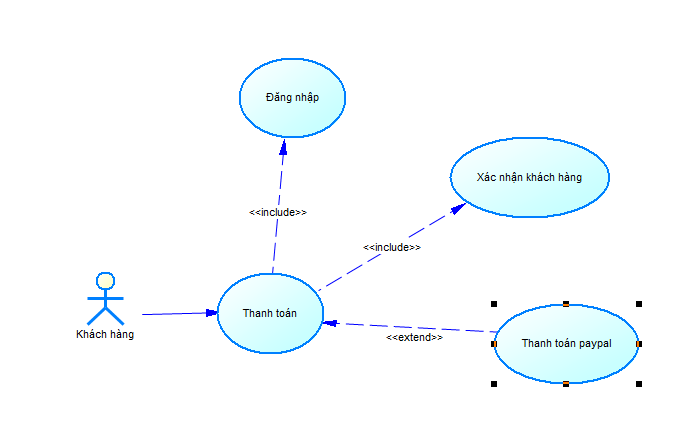 Đăng nhập
Xác nhận khách hàng
<<include>>
<<include>>
Thanh toán
Khách hàng
<<extend>>
Thanh toán paypal